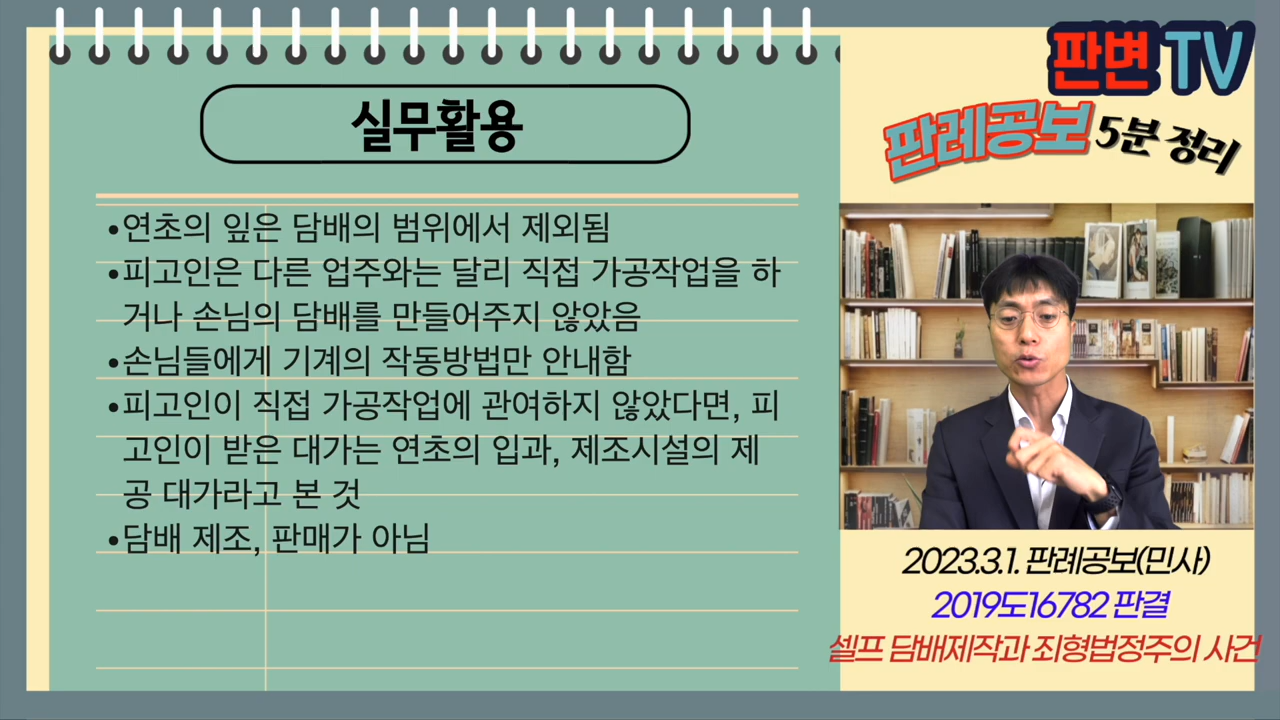 판변 TV
판례공보 5분 정리
실무활용
•연초의 잎은 담배의 범위에서 제외됨
•피고인은 다른 업주와는 달리 직접 가공작업을 하
거나 손님의 담배를 만들어주지 않았음
•손님들에게 기계의 작동방법만 안내함
•피고인이 직접 가공작업에 관여하지 않았다면, 피
고인이 받은 대가는 연초의 입과, 제조시설의 제
공 대가라고 본 것
•담배 제조, 판매가 아님
2023.3.1. 판례공보(민사)
2019도16782 판결
셀프 담배제작과 죄형법정주의 사건